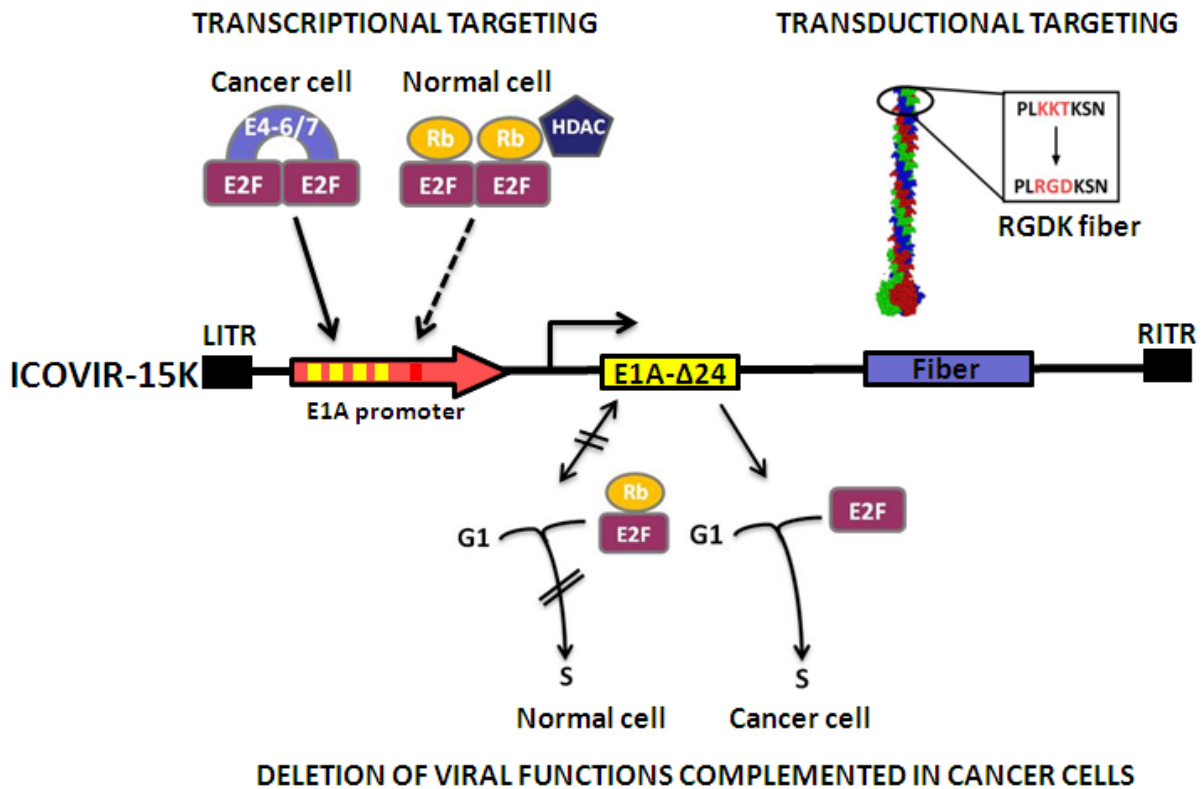 TRANSCRIPTIONAL TARGETING
TRANSDUCTIONAL TARGETING
Cancer cell
Normal cell
E4-6/7
E2F E2F
Rb Rb HDAC
E2F E2F
PLKKTKSN
PLRGDKSN
RGDK fiber
LITR
RITR
ICOVIR-15K
E1A promoter
E1A-Δ24
Fiber
G1
Rb
E2F
S
Normal cell
G1
E2F
S
Cancer cell
DELETION OF VIRAL FUNCTIONS COMPLEMENTED IN CANCER CELLS